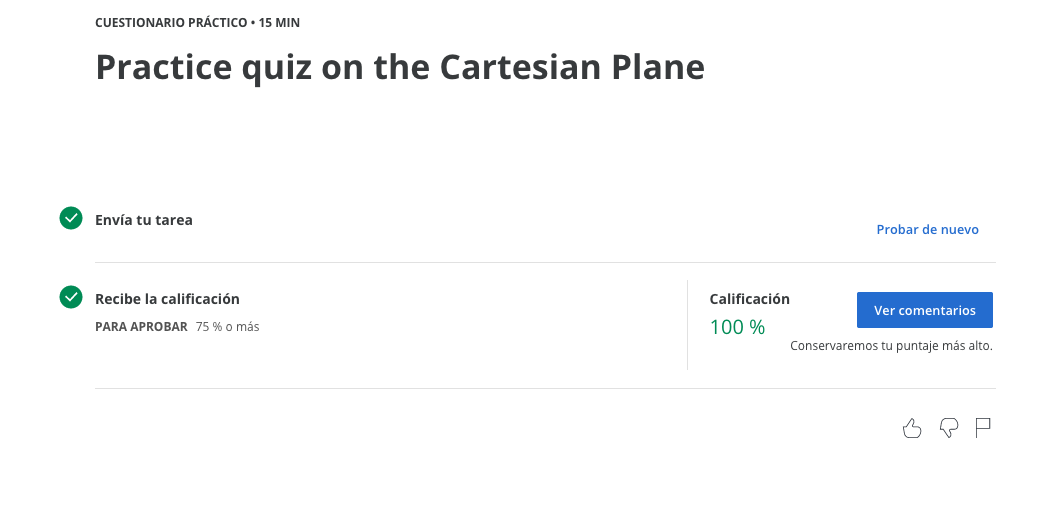 CUESTIONARIO PRÁCTICO • 15 MIN
Practice quiz on the Cartesian Plane
Envía tu tarea
Probar de nuevo
Recibe la calificación
PARA APROBAR 75 % o más
Calificación
100 %
Ver comentarios
Conservaremos tu puntaje más alto.